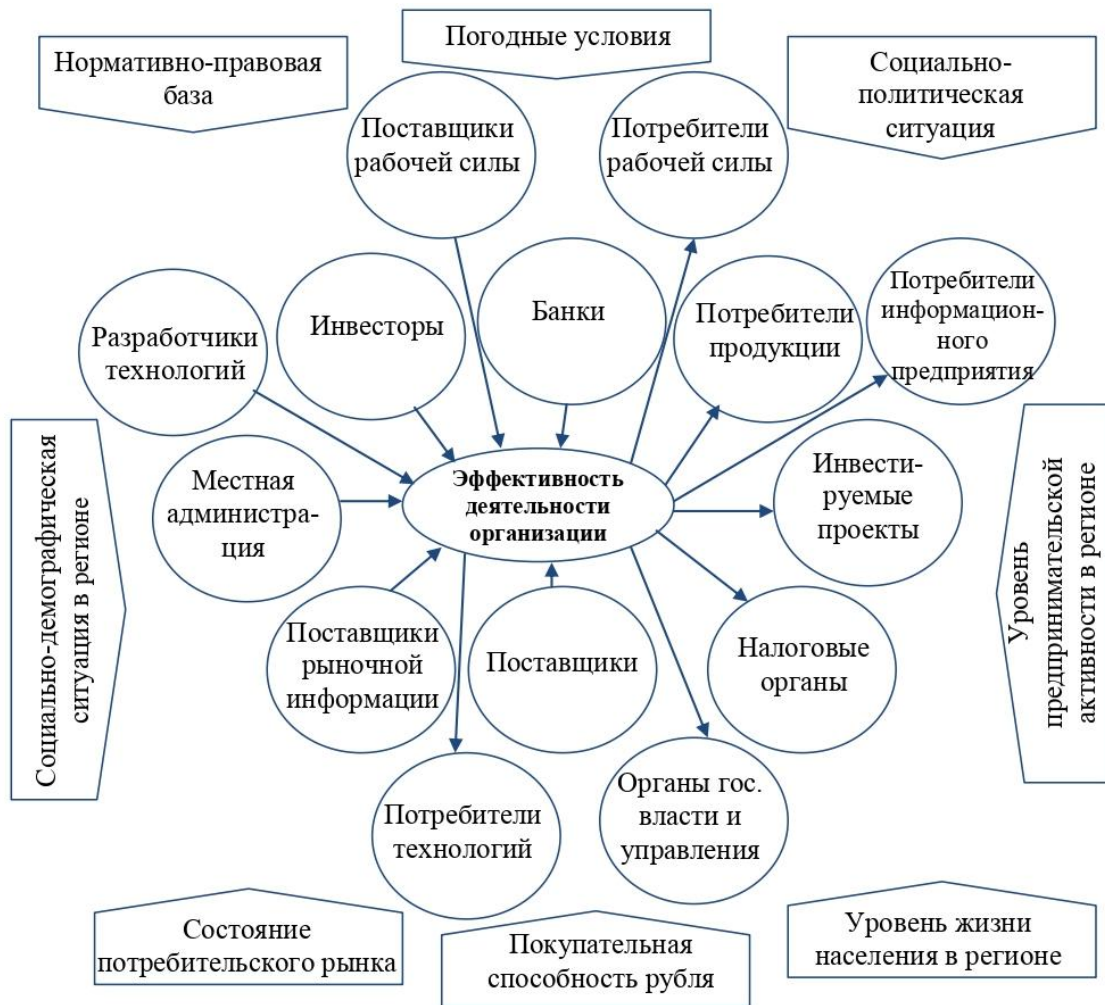 Погодные условия
Нормативно-правовая
база
Социально-
политическая
ситуация
Поставщики
рабочей силы
Потребители
рабочей силы
Разработчики
технологий
Инвесторы
Банки
Потребители
продукции
Потребители
информацион-
ного
предприятия
Социально-демографическая
ситуация в регионе
Местная
администра-
ция
Эффективность
деятельности
организации
Инвести-
руемые
проекты
Уровень
предпринимательской
активности в регионе
Поставщики
рыночной
информации
Поставщики
Налоговые
органы
Потребители
технологий
Органы гос.
власти и
управления
Состояние
потребительского рынка
Покупательная
способность рубля
Уровень жизни
населения в регионе